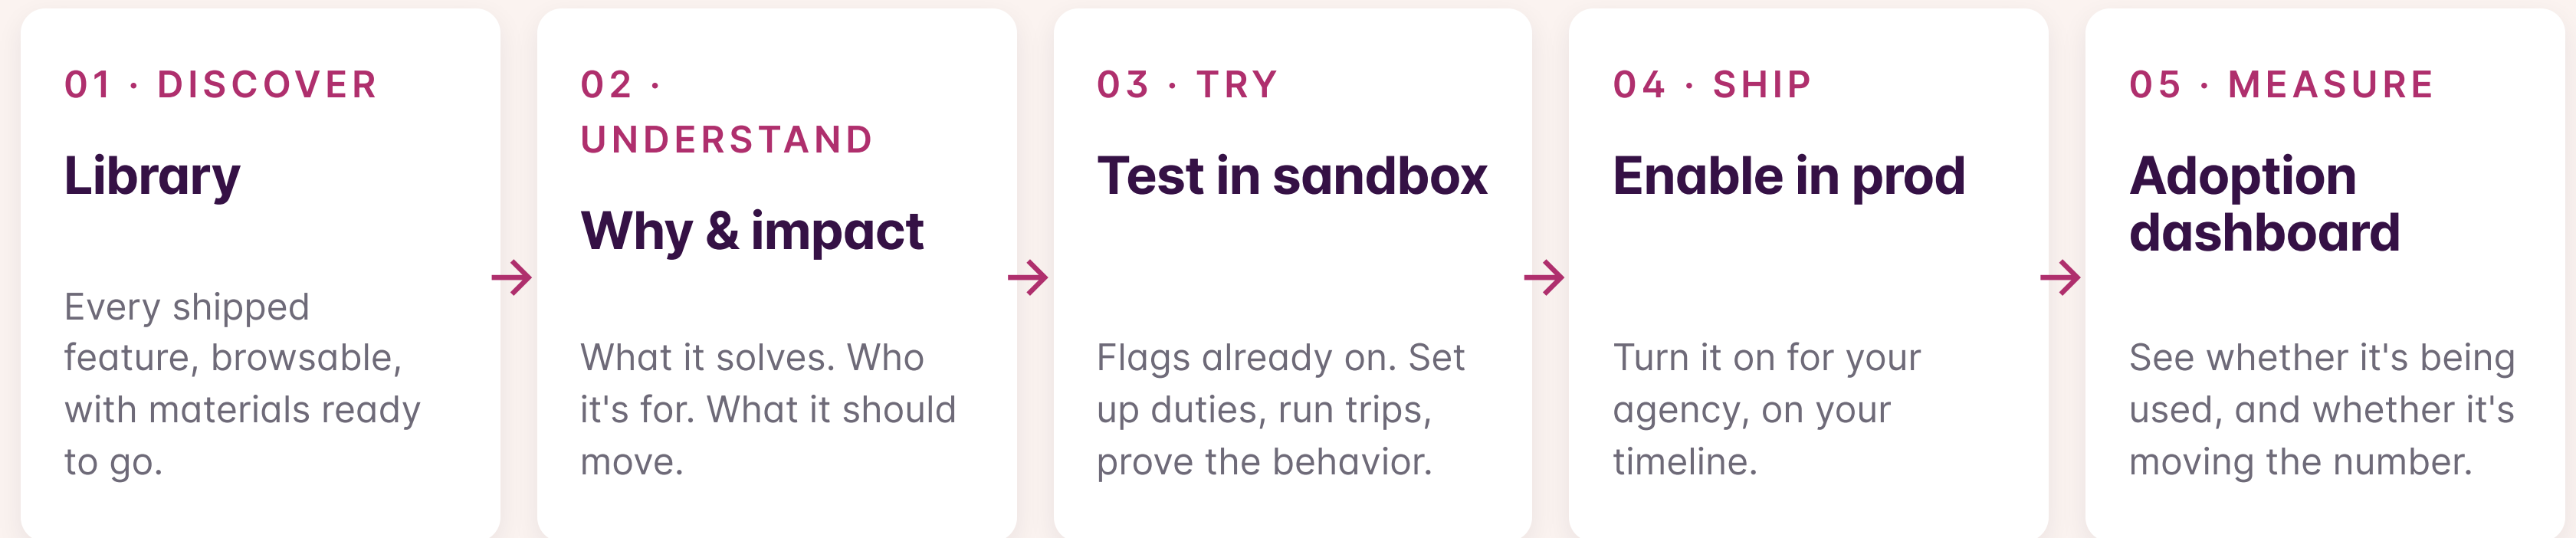 01 · DISCOVER
Library
Every shipped
feature, browsable,
with materials ready
to go.
→
02 ·
UNDERSTAND
Why & impact
What it solves. Who
it's for. What it should
move.
→
03 · TRY
Test in sandbox
Flags already on. Set
up duties, run trips,
prove the behavior.
→
04 · SHIP
Enable in prod
Turn it on for your
agency, on your
timeline.
→
05 · MEASURE
Adoption
dashboard
See whether it's being
used, and whether it's
moving the number.